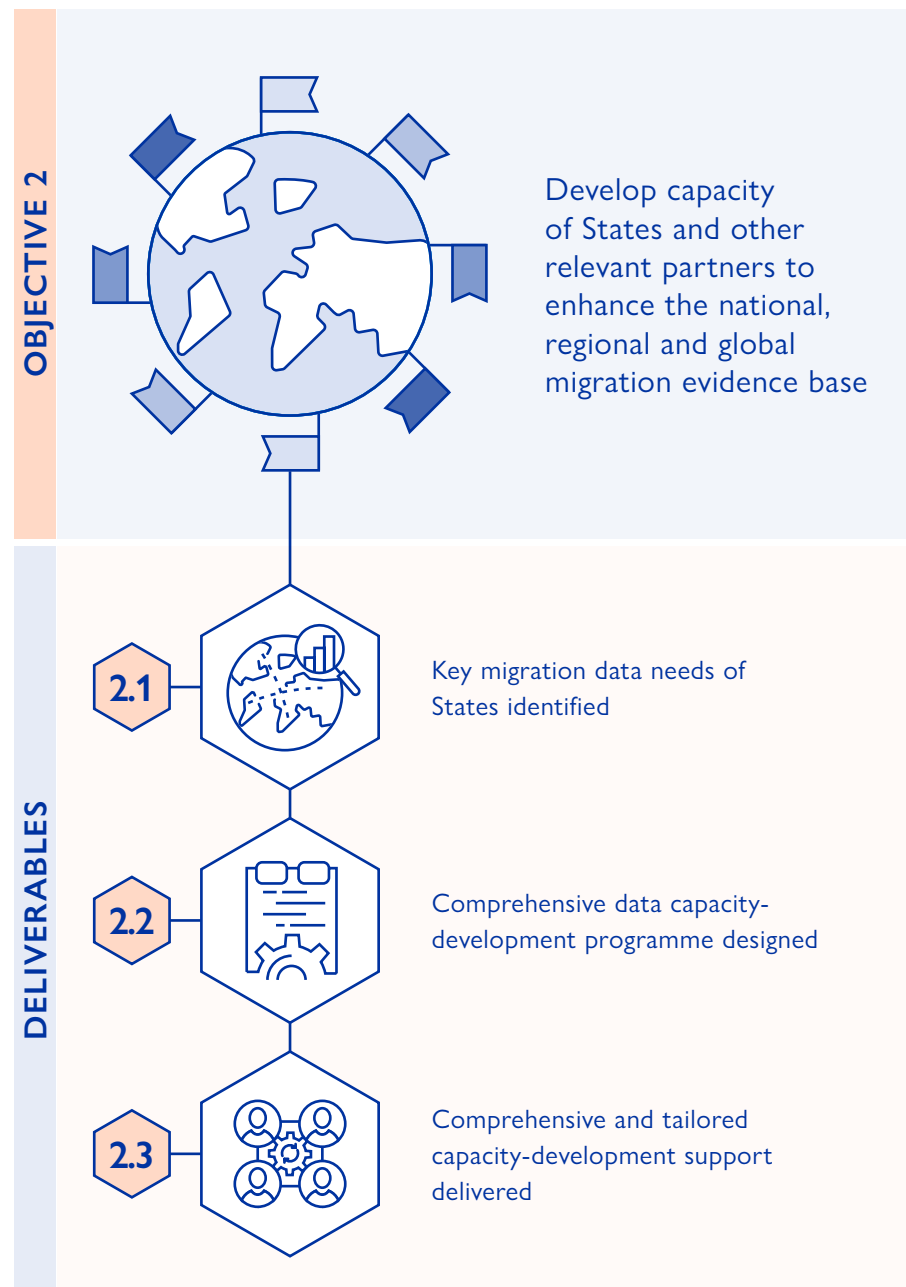 OBJECTIVE 2
Develop capacity
of States and other
relevant partners to
enhance the national,
regional and global
migration evidence base
DELIVERABLES
2.1
Key migration data needs of
States identified
2.2
Comprehensive data capacity-
development programme designed
2.3
Comprehensive and tailored
capacity-development support
delivered